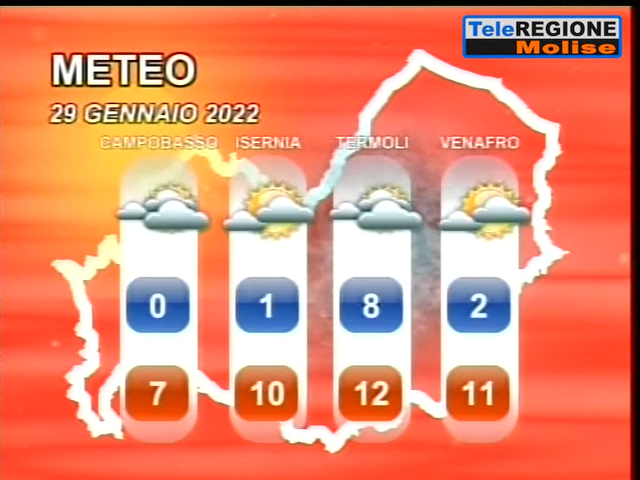 TeleREGIONE
Molise
METEO
29 GENNAIO 2022
CAMPOBASSO ISERNIA TERMOLI VENAFRO
0 1 8 2
7 10 12 11